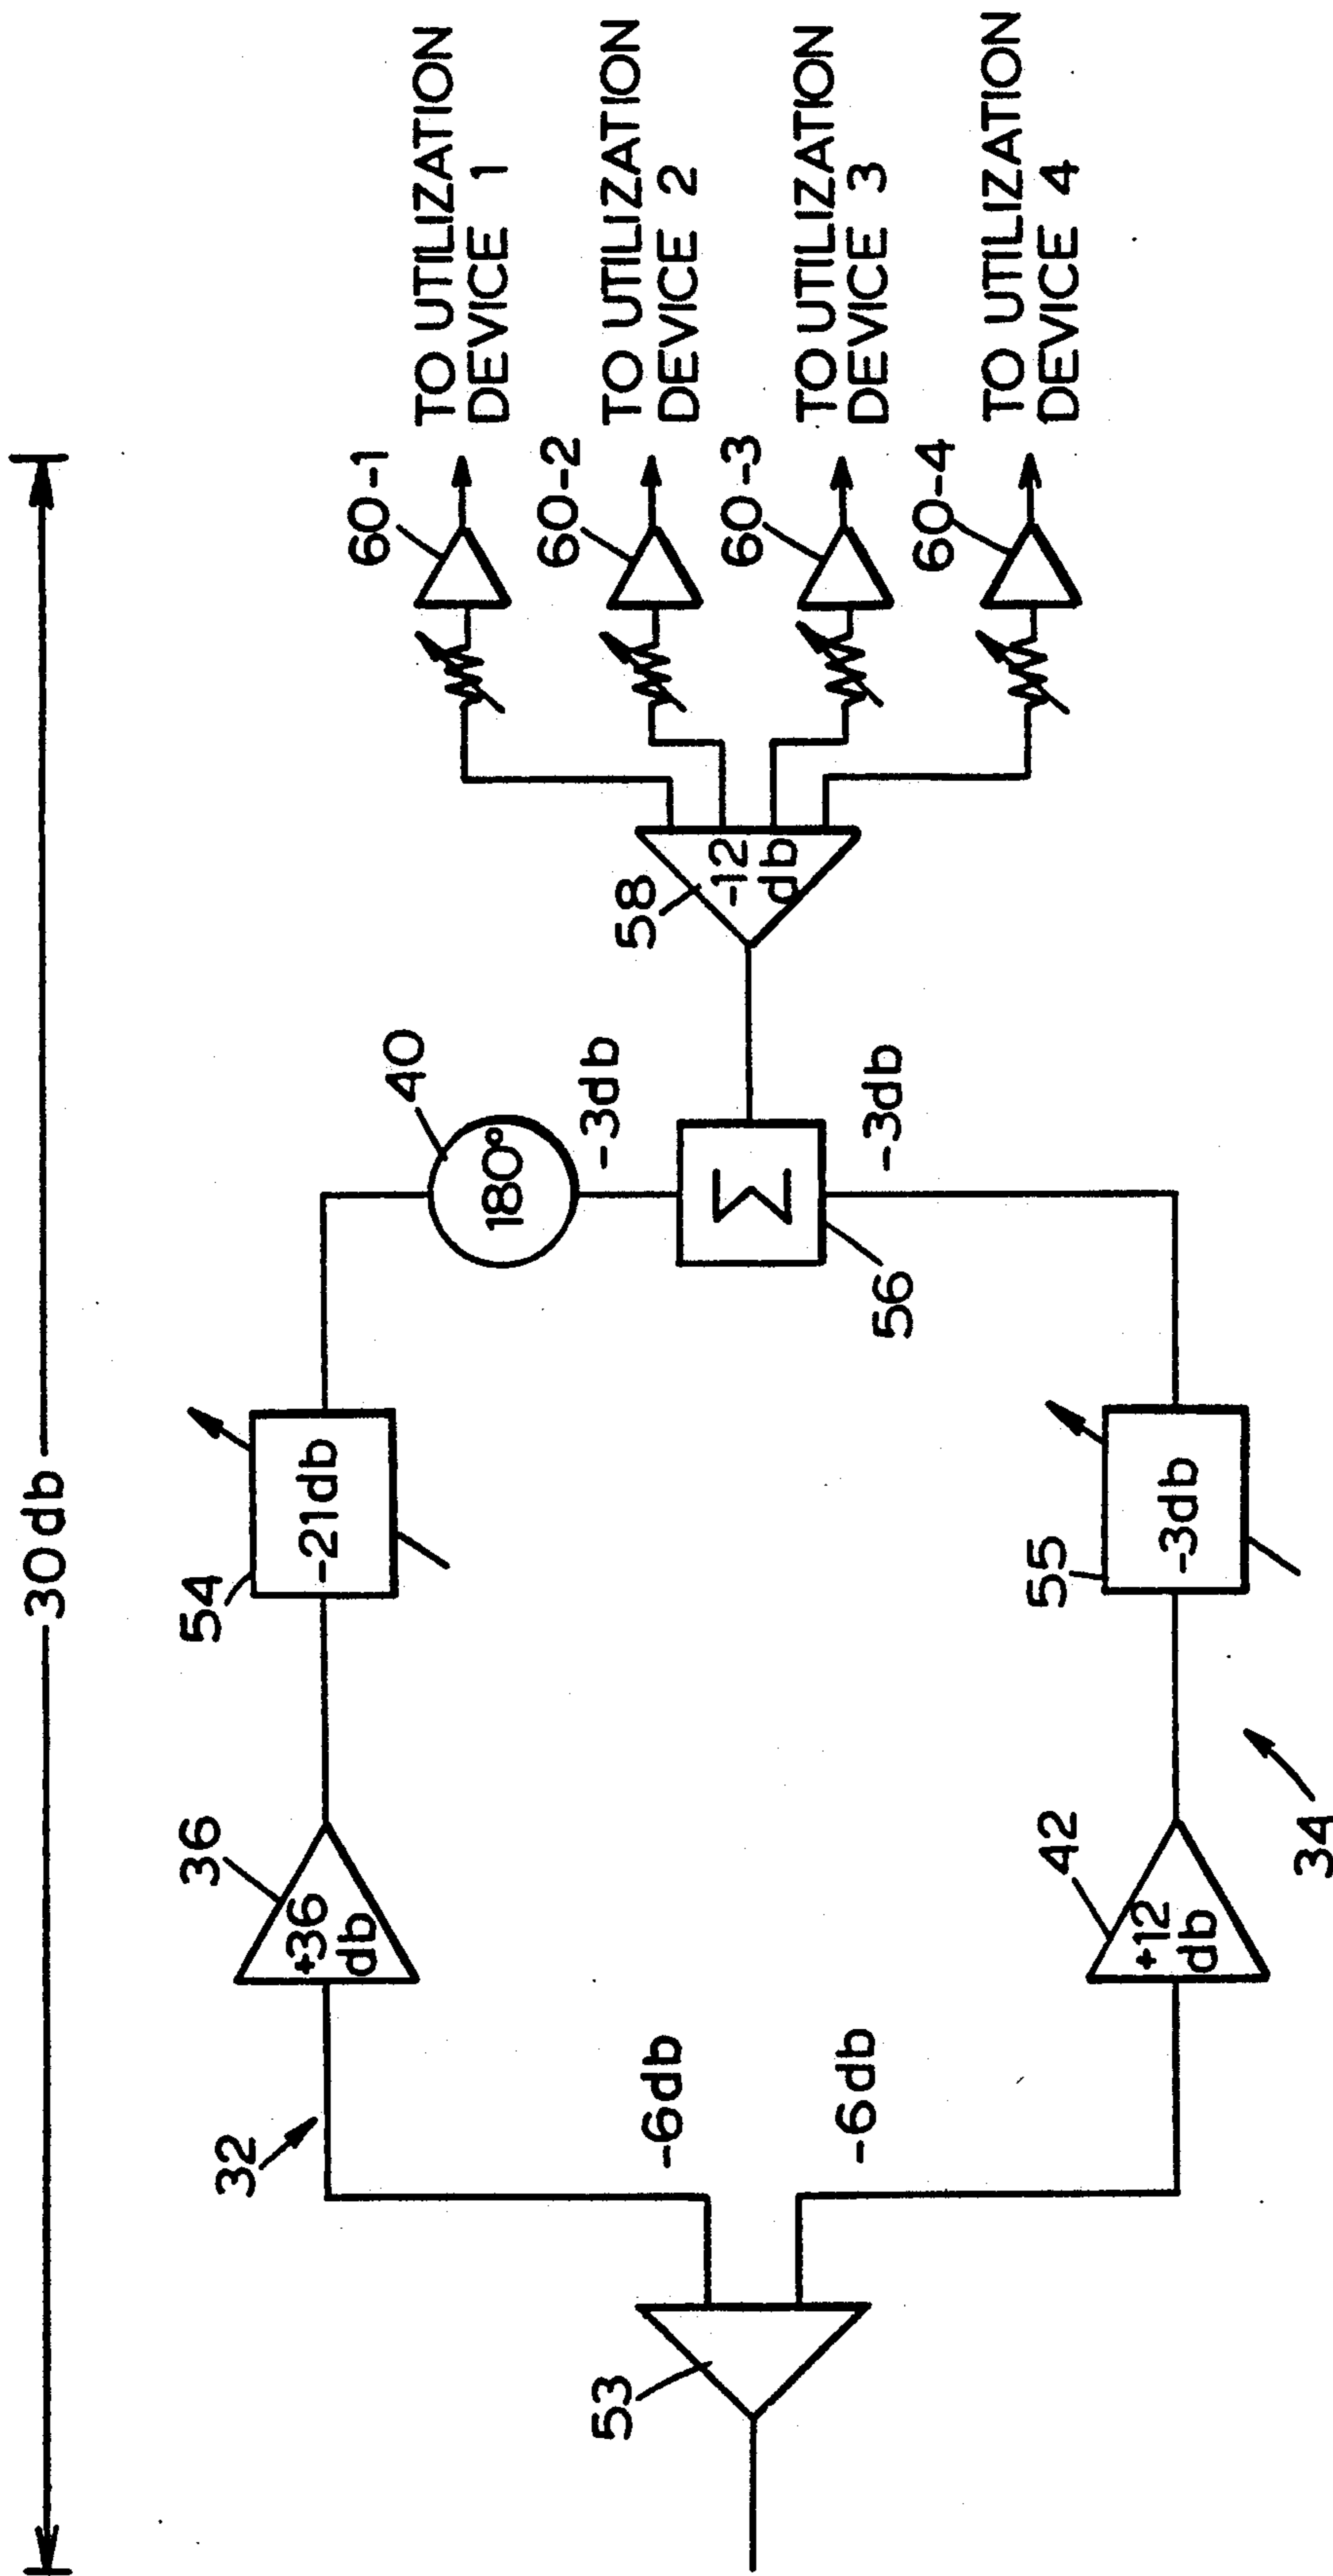 30 db
32
36
+36
db
54
-21db
40
180°
-3db
-6db
53
-6db
42
+12
db
34
55
-3db
Σ
56
-3db
58
-12
db
60-1
60-2
60-3
60-4
TO UTILIZATION
DEVICE 1
TO UTILIZATION
DEVICE 2
TO UTILIZATION
DEVICE 3
TO UTILIZATION
DEVICE 4